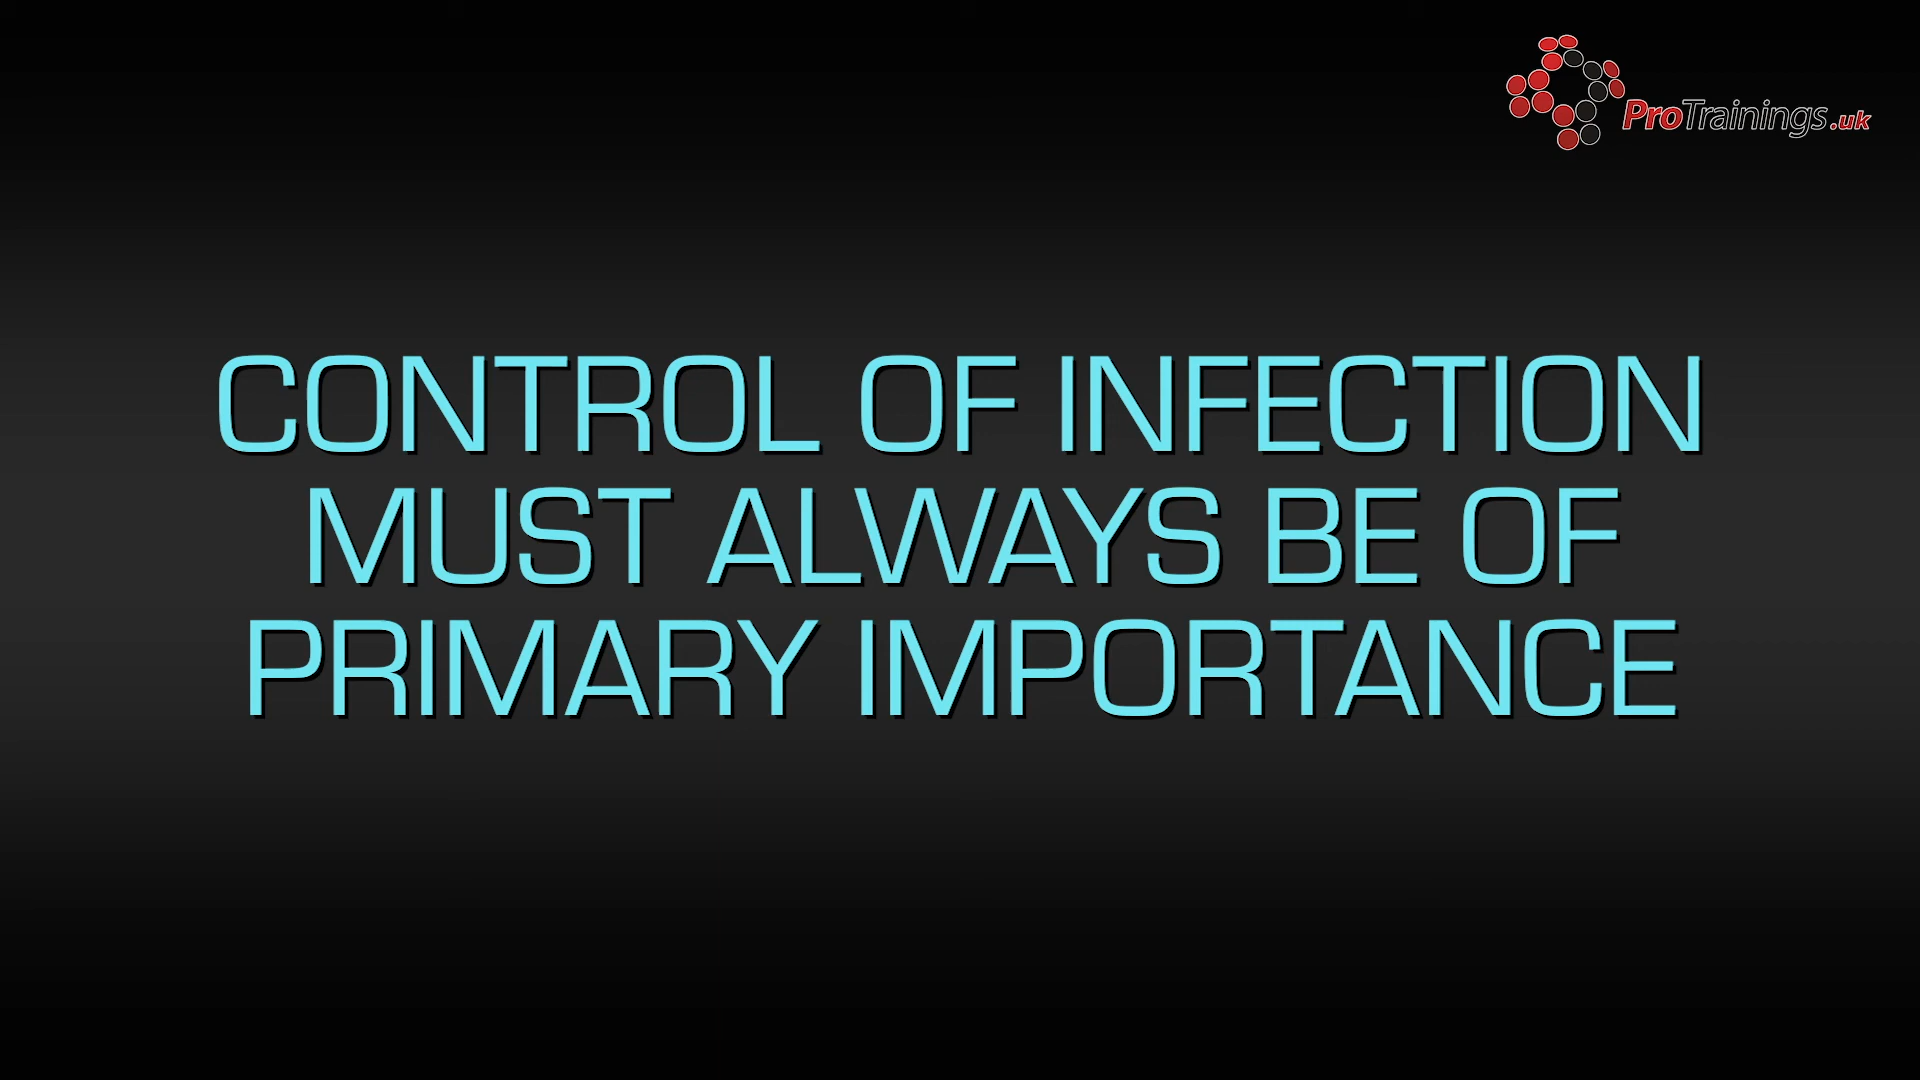 ProTrainings.uk
CONTROL OF INFECTION
MUST ALWAYS BE OF
PRIMARY IMPORTANCE